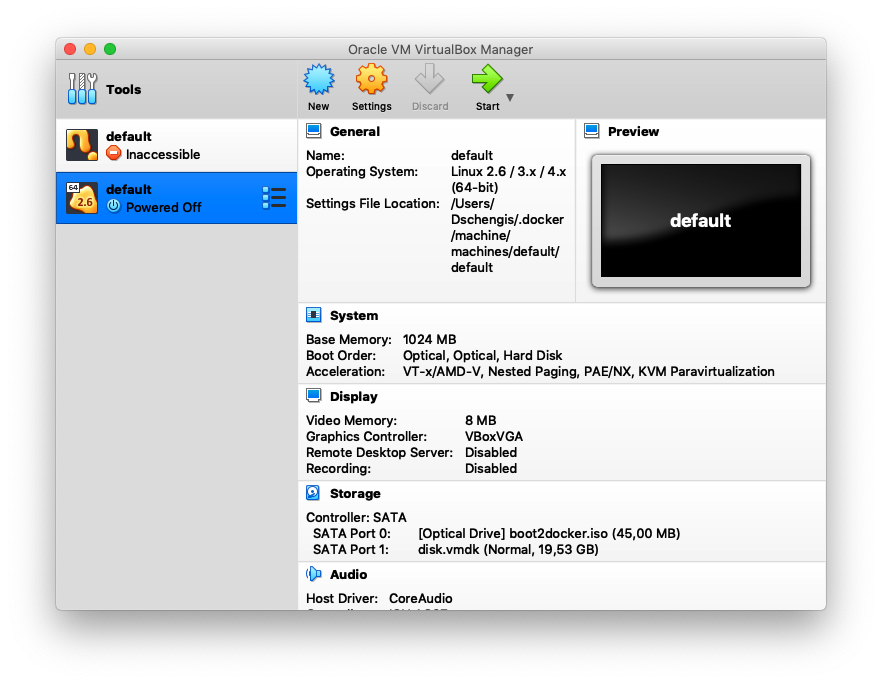 Oracle VM VirtualBox Manager
Tools
New
Settings
Discard
Start
default
Inaccessible
64
2.6
default
Powered Off
General
Name: default
Operating System: Linux 2.6 / 3.x / 4.x
(64-bit)
Settings File Location: /Users/
Dschengis/.docker
/machine/
machines/default/
default
Preview
default
System
Base Memory: 1024 MB
Boot Order: Optical, Optical, Hard Disk
Acceleration: VT-x/AMD-V, Nested Paging, PAE/NX, KVM Paravirtualization
Display
Video Memory: 8 MB
Graphics Controller: VBoxVGA
Remote Desktop Server: Disabled
Recording: Disabled
Storage
Controller: SATA
SATA Port 0: [Optical Drive] boot2docker.iso (45,00 MB)
SATA Port 1: disk.vmdk (Normal, 19,53 GB)
Audio
Host Driver: CoreAudio